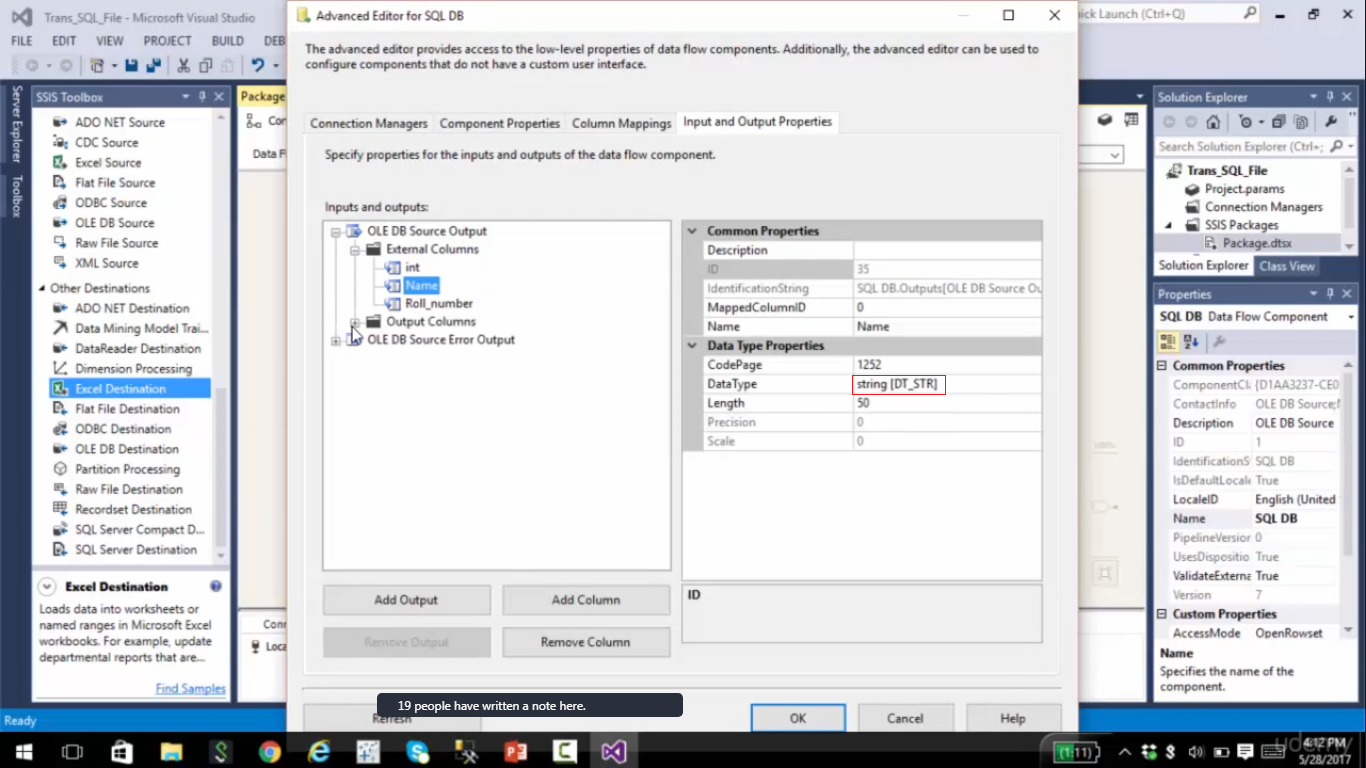 Trans_SQL_File - Microsoft Visual Studio
Advanced Editor for SQL DB
ick Launch (Ctrl+Q)
FILE EDIT VIEW PROJECT BUILD DEB
The advanced editor provides access to the low-level properties of data flow components. Additionally, the advanced editor can be used to
configure components that do not have a custom user interface.
Server Explorer
Toolbox
SSIS Toolbox
ADO NET Source
CDC Source
Excel Source
Flat File Source
ODBC Source
OLE DB Source
Raw File Source
XML Source
Other Destinations
ADO NET Destination
Data Mining Model Trai...
DataReader Destination
Dimension Processing
Excel Destination
Flat File Destination
ODBC Destination
OLE DB Destination
Partition Processing
Raw File Destination
Recordset Destination
SQL Server Compact D...
SQL Server Destination
Excel Destination
Loads data into worksheets or
named ranges in Microsoft Excel
workbooks. For example, update
departmental reports that are...
Find Samples
Package
Con
Data F
Connection Managers Component Properties Column Mappings Input and Output Properties
Specify properties for the inputs and outputs of the data flow component.
Inputs and outputs:
OLE DB Source Output
External Columns
int
Name
Roll_number
Output Columns
OLE DB Source Error Output
Common Properties
Description
ID 35
IdentificationString SQL DB.Outputs[OLE DB Source Ou
MappedColumnID 0
Name Name
Data Type Properties
CodePage 1252
DataType string [DT_STR]
Length 50
Precision 0
Scale 0
ID
Add Output Add Column
Remove Output Remove Column
Conn
Loca
Refresh
19 people have written a note here.
OK Cancel Help
100%
Solution Explorer
Search Solution Explorer (Ctrl+;
Trans_SQL_File
Project.params
Connection Managers
SSIS Packages
Package.dtsx
Solution Explorer Class View
Properties
SQL DB Data Flow Component
Common Properties
ComponentCl {D1AA3237-CE0
ContactInfo OLE DB Source;M
Description OLE DB Source
ID 1
IdentificationS SQL DB
IsDefaultLocale True
LocaleID English (United
Name SQL DB
PipelineVersior 0
UsesDispositio True
ValidateExterna True
Version 7
Custom Properties
AccessMode OpenRowset
Name
Specifies the name of the
component.
Ready
(1:11)
udemy
4:12 PM
5/28/2017